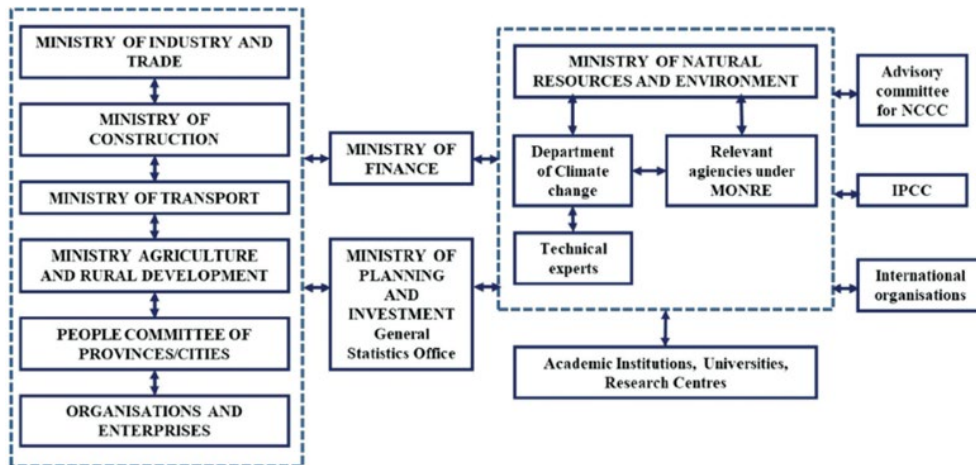 MINISTRY OF INDUSTRY AND
TRADE
MINISTRY OF
CONSTRUCTION
MINISTRY OF TRANSPORT
MINISTRY AGRICULTURE
AND RURAL DEVELOPMENT
PEOPLE COMMITTEE OF
PROVINCES/CITIES
ORGANISATIONS AND
ENTERPRISES
MINISTRY OF
FINANCE
MINISTRY OF
PLANNING
AND
INVESTMENT
General
Statistics Office
MINISTRY OF NATURAL
RESOURCES AND ENVIRONMENT
Department
of Climate
change
Relevant
agiencies under
MONRE
Technical
experts
Academic Institutions, Universities,
Research Centres
Advisory
committee
for NCCC
IPCC
International
organisations